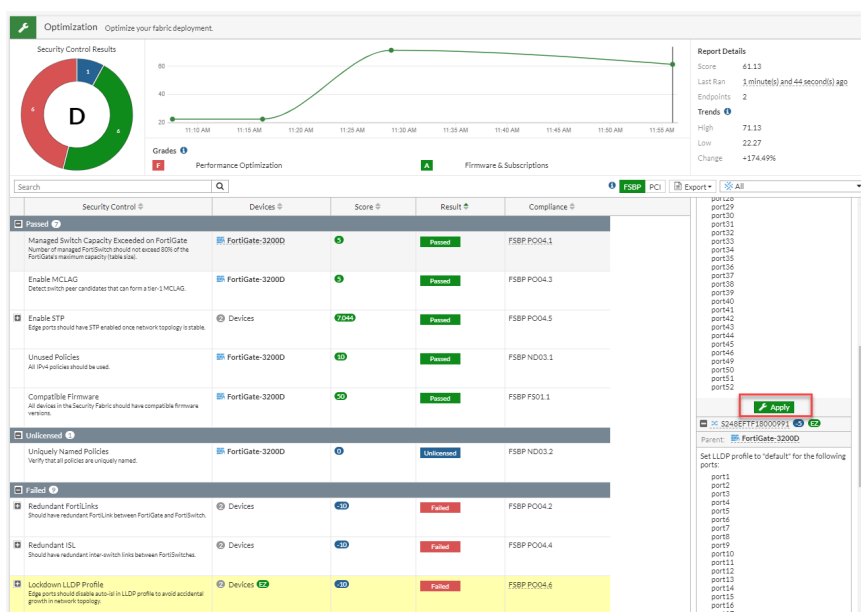 Optimization Optimize your fabric deployment.
Security Control Results
4
1
6
D
60
40
20
11:10 AM 11:15 AM 11:20 AM 11:25 AM 11:30 AM 11:35 AM 11:40 AM 11:45 AM 11:50 AM 11:55 AM
Grades
F Performance Optimization A Firmware & Subscriptions
Report Details
Score 61.13
Last Ran 1 minute(s) and 44 second(s) ago
Endpoints 2
Trends
High 71.13
Low 22.27
Change +174.49%
Search
FSBP PCI Export All
Security Control Devices Score Result Compliance
Passed 7
Managed Switch Capacity Exceeded on FortiGate FortiGate-3200D 5 Passed FSBP PO04.1
Number of managed FortiSwitch should not exceed 80% of the
FortiGate's maximum capacity (table size).
Enable MCLAG FortiGate-3200D 5 Passed FSBP PO04.3
Detect switch peer candidates that can form a tier-1 MCLAG.
Enable STP 2 Devices 7.044 Passed FSBP PO04.5
Edge ports should have STP enabled once network topology is stable.
Unused Policies FortiGate-3200D 10 Passed FSBP ND03.1
All IPv4 policies should be used.
Compatible Firmware FortiGate-3200D 50 Passed FSBP FS01.1
All devices in the Security Fabric should have compatible firmware
versions.
Unlicensed 1
Uniquely Named Policies FortiGate-3200D 0 Unlicensed FSBP ND03.2
Verify that all policies are uniquely named.
Failed 9
Redundant FortiLinks 2 Devices -10 Failed FSBP PO04.2
Should have redundant FortiLink between FortiGate and FortiSwitch.
Redundant ISL 2 Devices -10 Failed FSBP PO04.4
Should have redundant inter-switch links between FortiSwitches.
Lockdown LLDP Profile 2 Devices EZ -10 Failed FSBP PO04.6
Edge ports should disable auto-isl in LLDP profile to avoid accidental
growth in network topology.
port28
port29
port30
port31
port32
port33
port34
port35
port36
port37
port38
port39
port40
port41
port42
port43
port44
port45
port46
port49
port50
port51
port52
Apply
S248EFTF18000991 -5 EZ
Parent: FortiGate-3200D
Set LLDP profile to "default" for the following
ports:
port1
port2
port3
port4
port5
port6
port7
port8
port9
port10
port11
port12
port13
port14
port15
port16